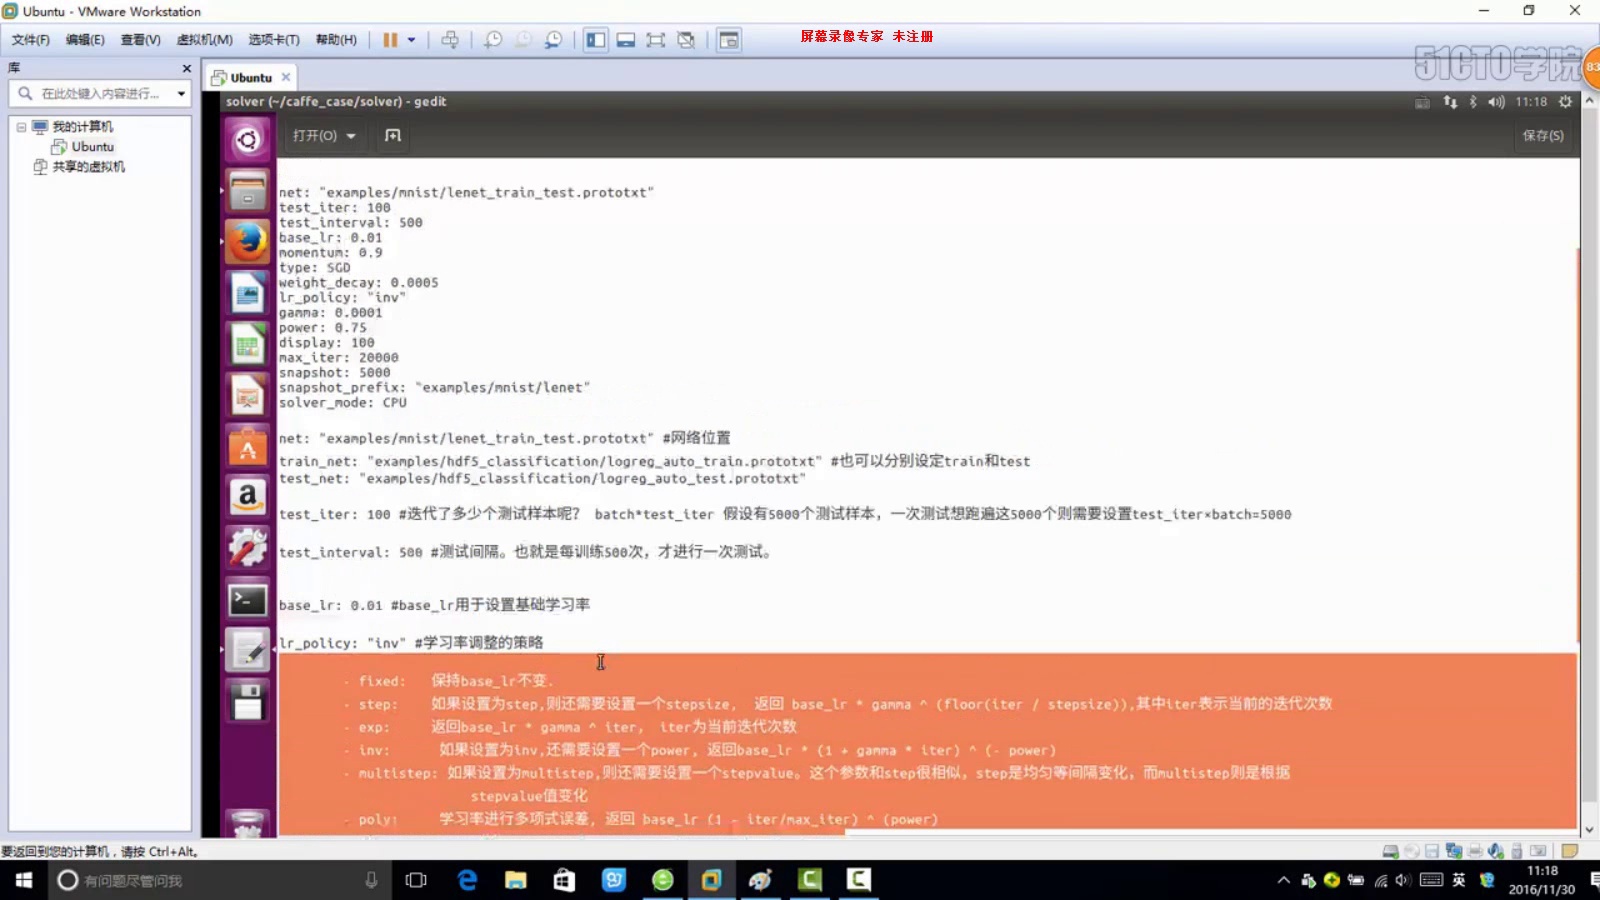 Ubuntu - VMware Workstation
文件(F) 编辑(E) 查看(V) 虚拟机(M) 选项卡(T) 帮助(H)
屏幕录像专家 未注册
51CTO学院
83
库
Ubuntu
在此处键入内容进行...
我的计算机
Ubuntu
共享的虚拟机
solver (~/caffe_case/solver) - gedit
11:18
打开(O)
保存(S)
net: "examples/mnist/lenet_train_test.prototxt"
test_iter: 100
test_interval: 500
base_lr: 0.01
momentum: 0.9
type: SGD
weight_decay: 0.0005
lr_policy: "inv"
gamma: 0.0001
power: 0.75
display: 100
max_iter: 20000
snapshot: 5000
snapshot_prefix: "examples/mnist/lenet"
solver_mode: CPU
net: "examples/mnist/lenet_train_test.prototxt" #网络位置
train_net: "examples/hdf5_classification/logreg_auto_train.prototxt" #也可以分别设定train和test
test_net: "examples/hdf5_classification/logreg_auto_test.prototxt"
test_iter: 100 #迭代了多少个测试样本呢？ batch*test_iter 假设有5000个测试样本，一次测试想跑遍这5000个则需要设置test_iter×batch=5000
test_interval: 500 #测试间隔。也就是每训练500次，才进行一次测试。
base_lr: 0.01 #base_lr用于设置基础学习率
lr_policy: "inv" #学习率调整的策略
- fixed: 保持base_lr不变.
- step: 如果设置为step,则还需要设置一个stepsize, 返回 base_lr * gamma ^ (floor(iter / stepsize)),其中iter表示当前的迭代次数
- exp: 返回base_lr * gamma ^ iter, iter为当前迭代次数
- inv: 如果设置为inv,还需要设置一个power, 返回base_lr * (1 + gamma * iter) ^ (- power)
- multistep: 如果设置为multistep,则还需要设置一个stepvalue。这个参数和step很相似，step是均匀等间隔变化，而multistep则是根据
stepvalue值变化
- poly: 学习率进行多项式误差, 返回 base_lr (1 - iter/max_iter) ^ (power)
要返回到您的计算机，请按 Ctrl+Alt。
有问题尽管问我
英
11:18
2016/11/30